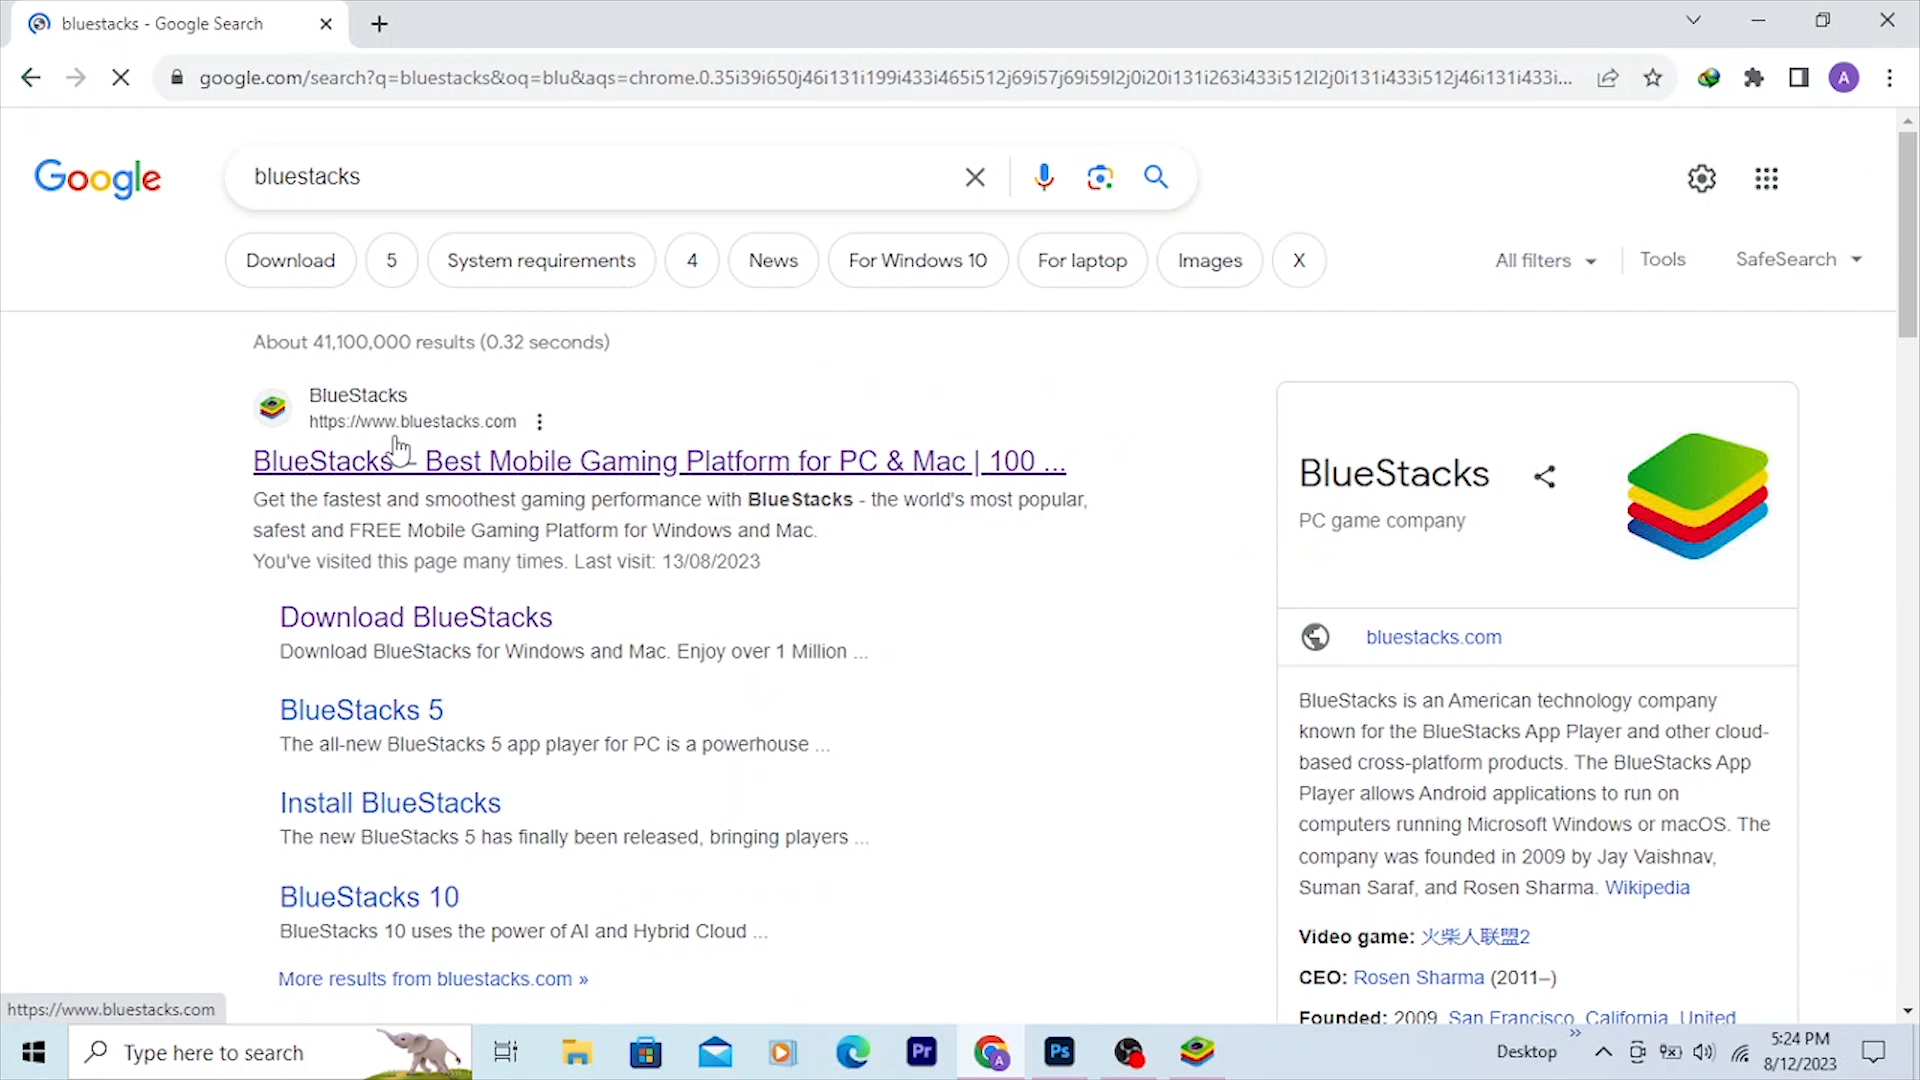 bluestacks - Google Search
google.com/search?q=bluestacks&oq=blu&aqs=chrome.0.35i39i650j46i131i199i433i465i512j69i57j69i59l2j0i20i131i263i433i512l2j0i131i433i512j46i131i433i...
A
Google
bluestacks
Download
5
System requirements
4
News
For Windows 10
For laptop
Images
X
All filters
Tools
SafeSearch
About 41,100,000 results (0.32 seconds)
BlueStacks
https://www.bluestacks.com
BlueStacks - Best Mobile Gaming Platform for PC & Mac | 100 ...
Get the fastest and smoothest gaming performance with BlueStacks - the world's most popular,
safest and FREE Mobile Gaming Platform for Windows and Mac.
You've visited this page many times. Last visit: 13/08/2023
Download BlueStacks
Download BlueStacks for Windows and Mac. Enjoy over 1 Million ...
BlueStacks 5
The all-new BlueStacks 5 app player for PC is a powerhouse ...
Install BlueStacks
The new BlueStacks 5 has finally been released, bringing players ...
BlueStacks 10
BlueStacks 10 uses the power of AI and Hybrid Cloud ...
More results from bluestacks.com »
BlueStacks
PC game company
bluestacks.com
BlueStacks is an American technology company
known for the BlueStacks App Player and other cloud-
based cross-platform products. The BlueStacks App
Player allows Android applications to run on
computers running Microsoft Windows or macOS. The
company was founded in 2009 by Jay Vaishnav,
Suman Saraf, and Rosen Sharma. Wikipedia
Video game: 火柴人联盟2
CEO: Rosen Sharma (2011–)
Founded: 2009, San Francisco, California, United
https://www.bluestacks.com
Type here to search
Pr
A
Ps
Desktop
5:24 PM
8/12/2023